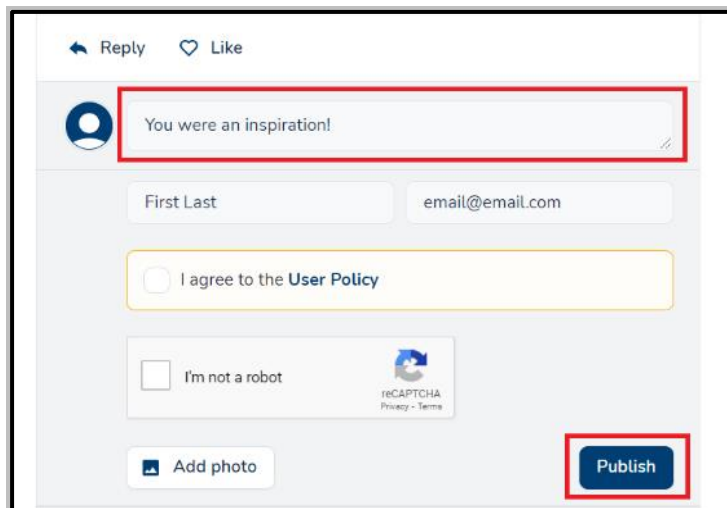 Reply Like
You were an inspiration!
First Last email@email.com
I agree to the User Policy
I'm not a robot
reCAPTCHA
Privacy - Terms
Add photo Publish